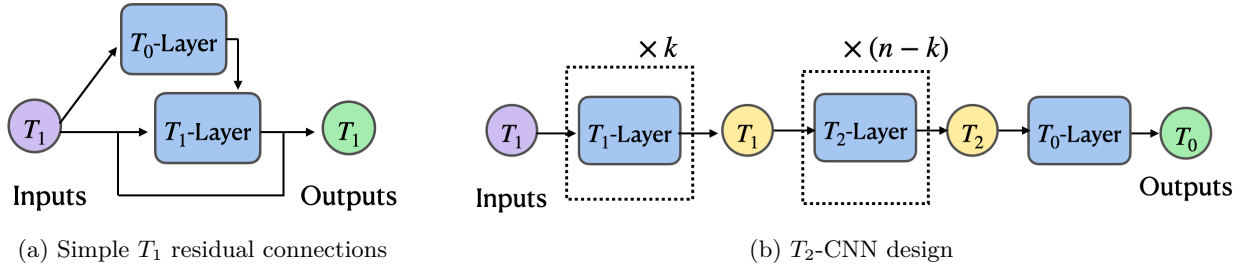 T₀-Layer
T₁
T₁-Layer
T₁
Inputs
Outputs
(a) Simple T₁ residual connections
× k
× (n − k)
T₁
T₁-Layer
T₁
T₂-Layer
T₂
T₀-Layer
T₀
Inputs
Outputs
(b) T₂-CNN design